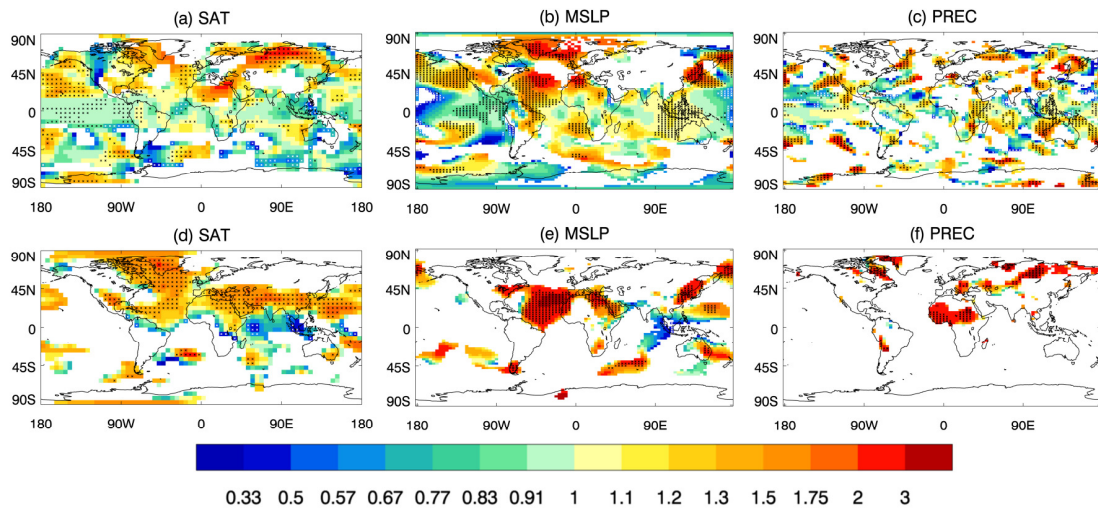 (a) SAT
(b) MSLP
(c) PREC
90N
45N
0
45S
90S
180
90W
0
90E
90N
45N
0
45S
90S
180
90W
0
90E
90N
45N
0
45S
90S
180
90W
0
90E
(d) SAT
(e) MSLP
(f) PREC
90N
45N
0
45S
90S
180
90W
0
90E
90N
45N
0
45S
90S
180
90W
0
90E
90N
45N
0
45S
90S
180
90W
0
90E
0.33 0.5 0.57 0.67 0.77 0.83 0.91 1 1.1 1.2 1.3 1.5 1.75 2 3